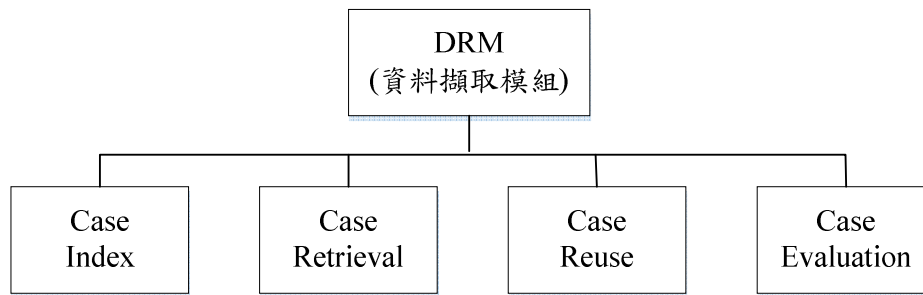 DRM
(資料擷取模組)
Case
Index
Case
Retrieval
Case
Reuse
Case
Evaluation